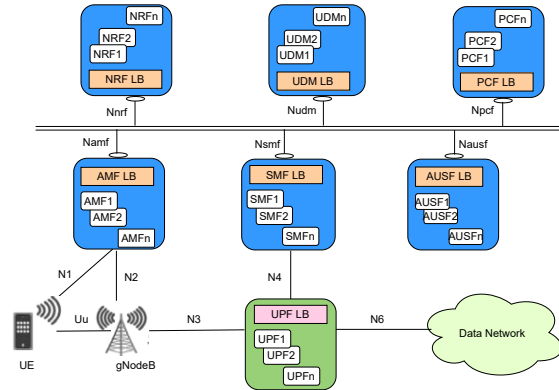 NRFn
NRF2
NRF1
NRF LB
UDMn
UDM2
UDM1
UDM LB
PCFn
PCF2
PCF1
PCF LB
Nnrf
Nudm
Npcf
Namf
Nsmf
Nausf
AMF LB
AMF1
AMF2
AMFn
SMF LB
SMF1
SMF2
SMFn
AUSF LB
AUSF1
AUSF2
AUSFn
N1
N2
N4
Uu
N3
N6
UPF LB
UPF1
UPF2
UPFn
Data Network
UE
gNodeB